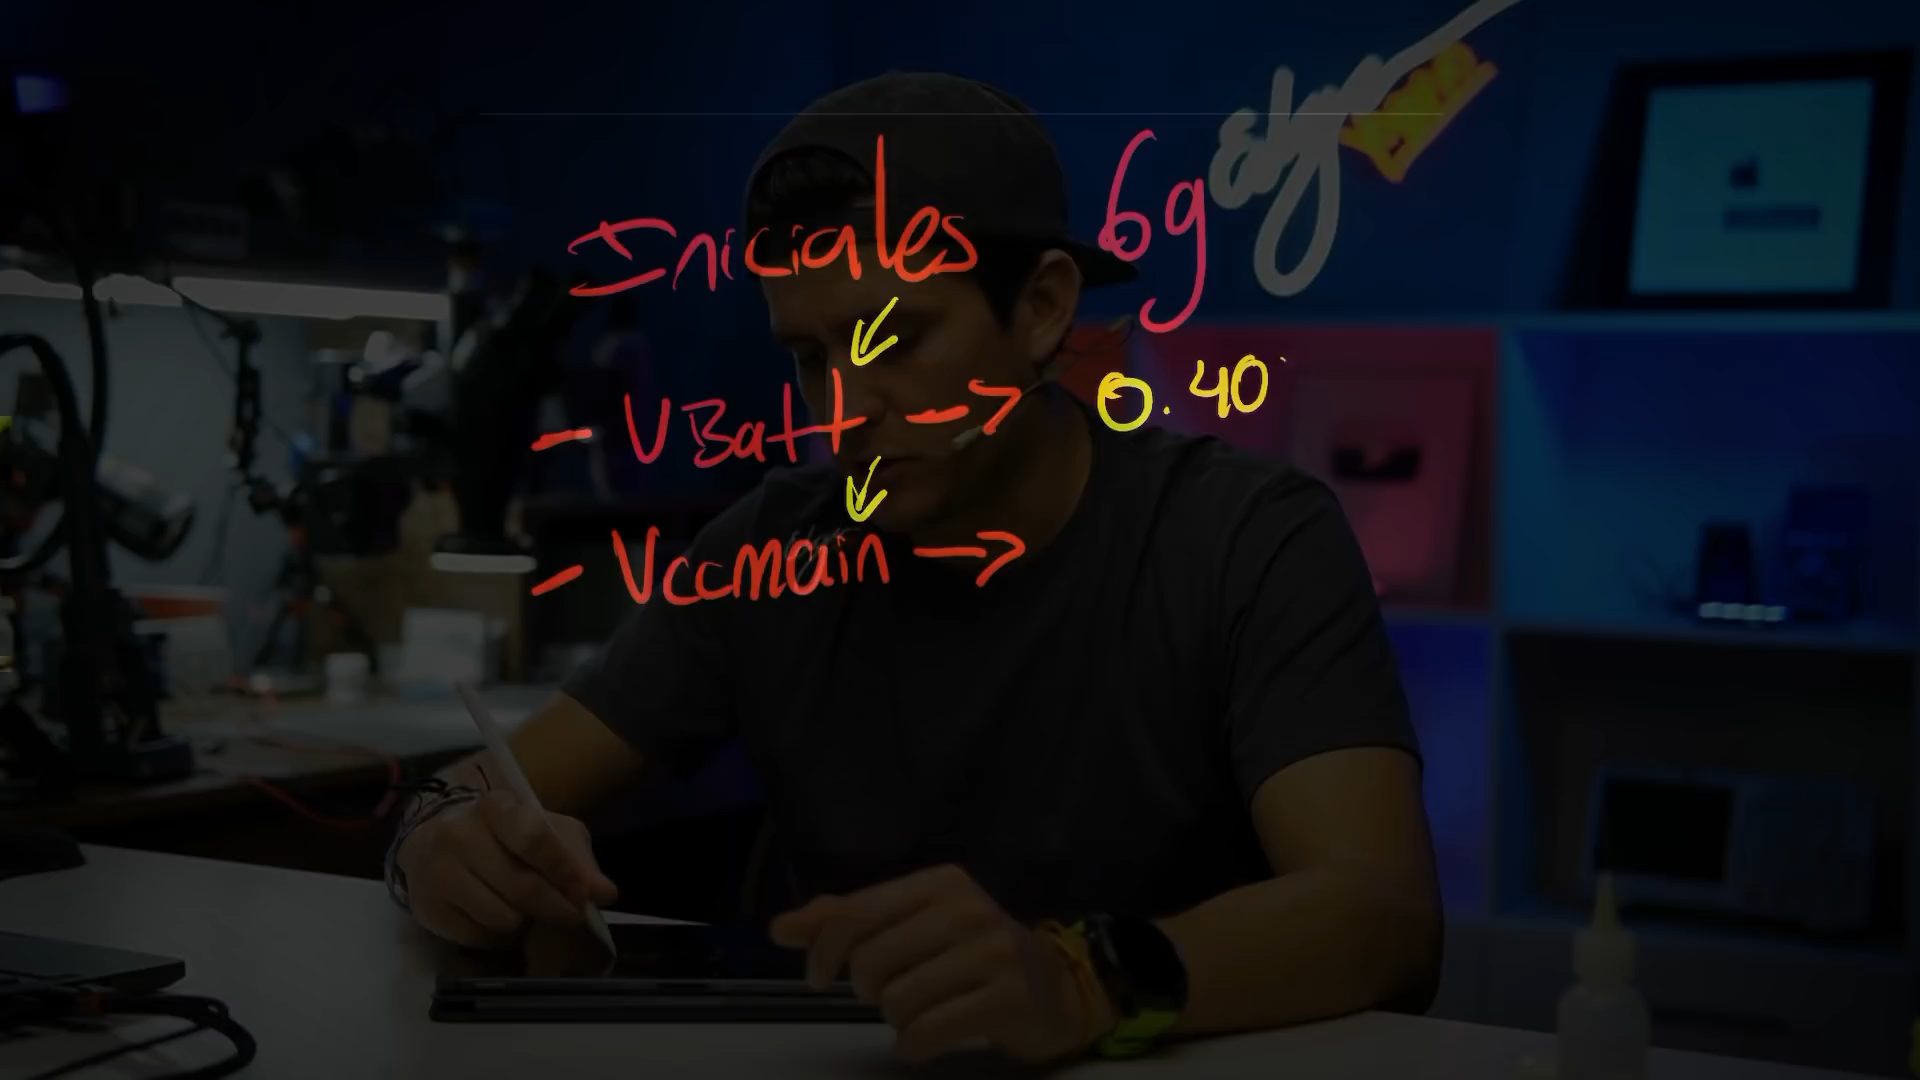 Iniciales 6g
- VBatt -> 0.40
- Vccmain ->